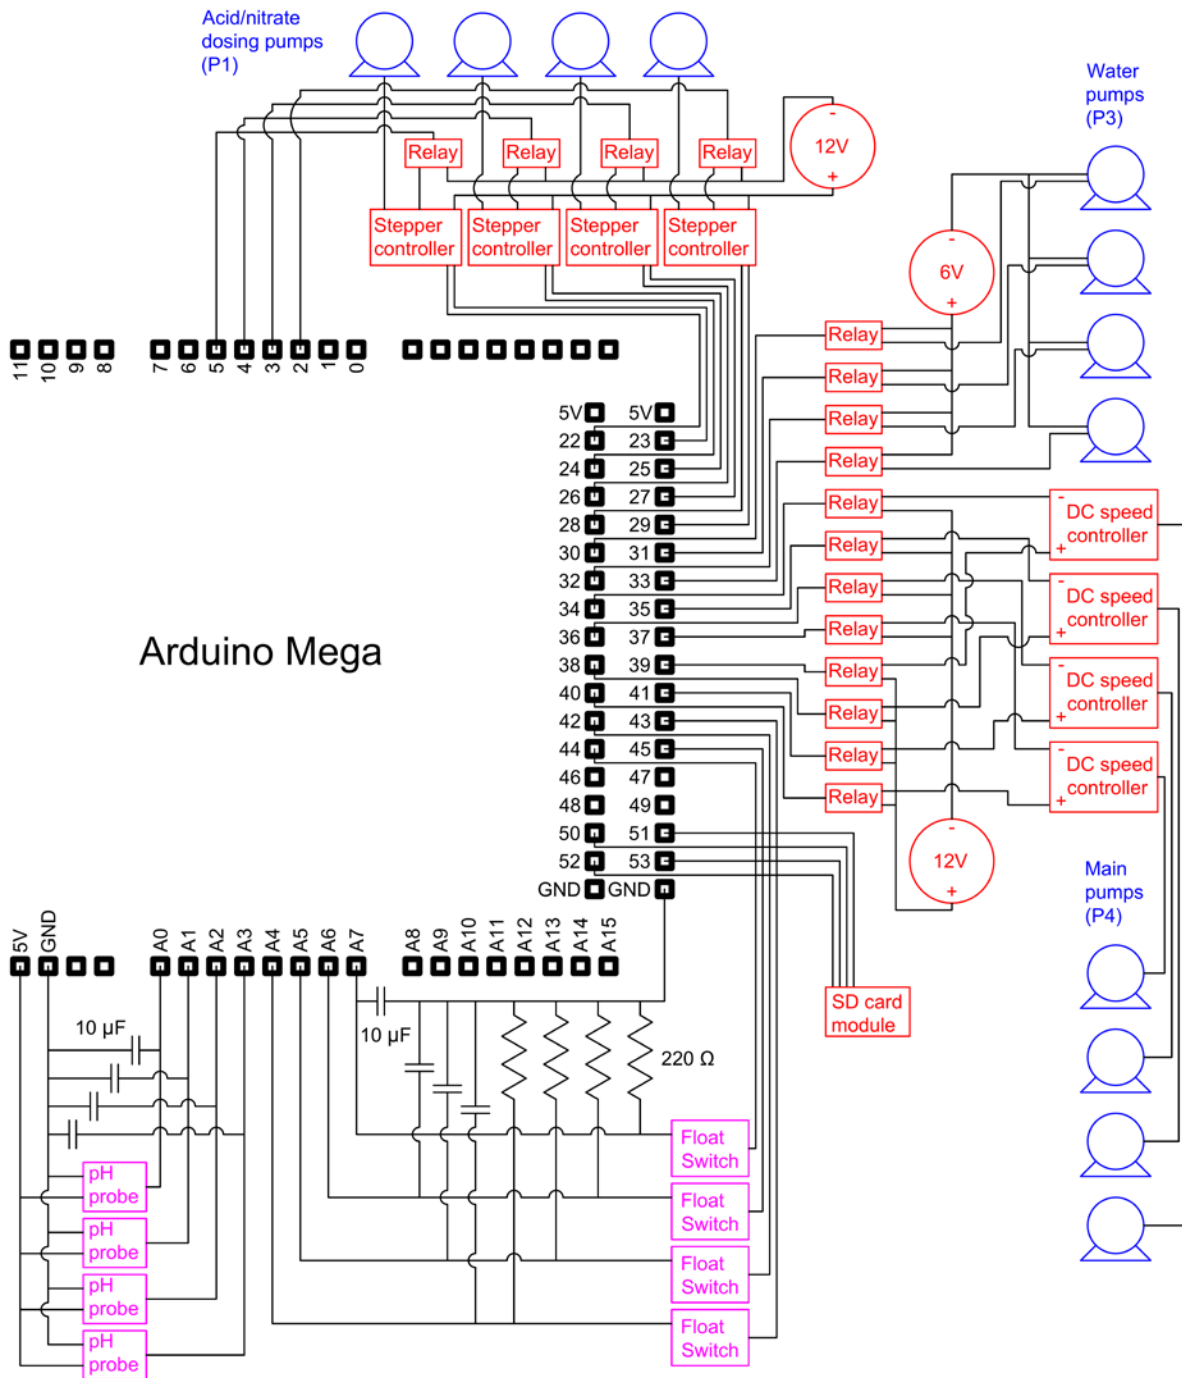 Acid/nitrate
dosing pumps
(P1)
Water
pumps
(P3)
-
12V
+
Relay
Relay
Relay
Relay
Stepper
controller
Stepper
controller
Stepper
controller
Stepper
controller
-
6V
+
11
10
9
8
7
6
5
4
3
2
1
0
5V
5V
22
23
24
25
26
27
28
29
30
31
32
33
34
35
36
37
38
39
40
41
42
43
44
45
46
47
48
49
50
51
52
53
GND
GND
Relay
Relay
Relay
Relay
Relay
Relay
Relay
Relay
Relay
Relay
Relay
Relay
-
DC speed
controller
+
-
DC speed
controller
+
-
DC speed
controller
+
-
DC speed
controller
+
Arduino Mega
-
12V
+
Main
pumps
(P4)
5V
GND
A0
A1
A2
A3
A4
A5
A6
A7
A8
A9
A10
A11
A12
A13
A14
A15
SD card
module
10 µF
10 µF
220 Ω
Float
Switch
Float
Switch
Float
Switch
Float
Switch
pH
probe
pH
probe
pH
probe
pH
probe